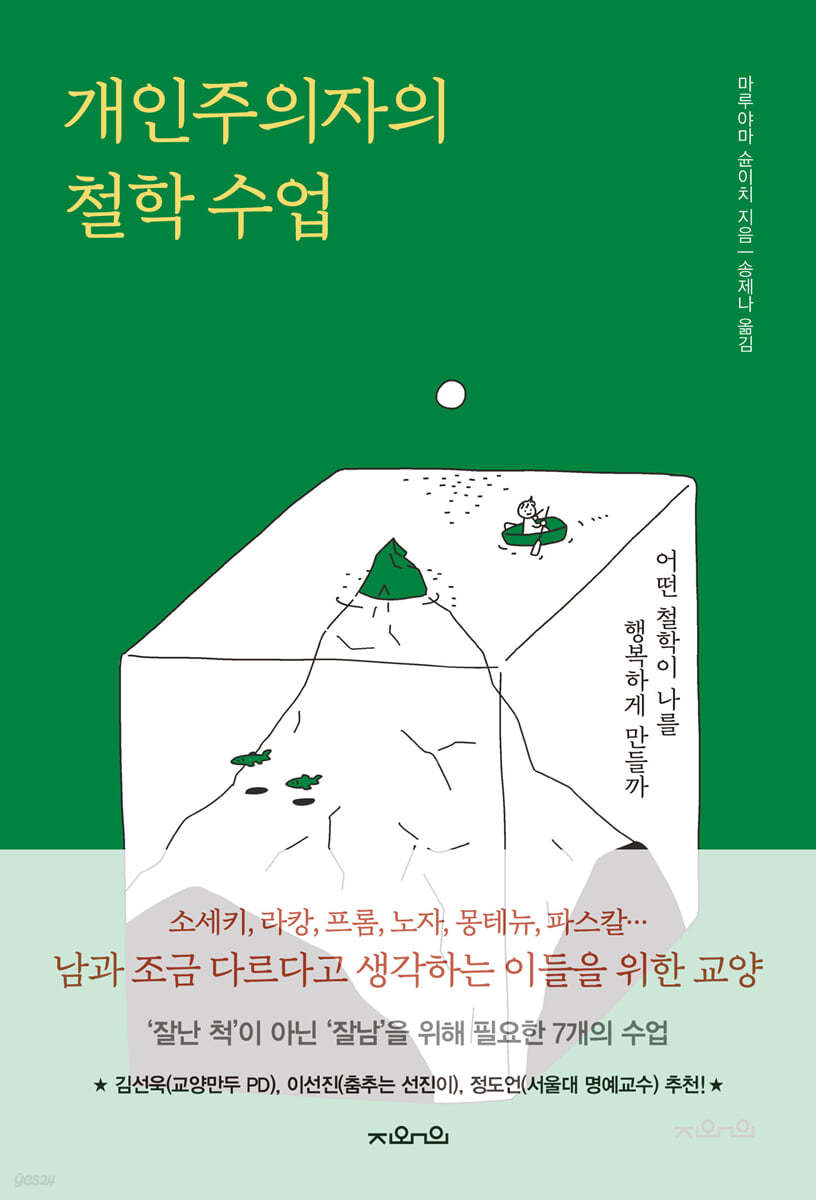 개인주의자의
철학 수업
마루야마 슌이치 지음 | 송제나 옮김
어떤 철학이 나를
행복하게 만들까
소세키, 라캉, 프롬, 노자, 몽테뉴, 파스칼…
남과 조금 다르다고 생각하는 이들을 위한 교양
‘잘난 척’이 아닌 ‘잘남’을 위해 필요한 7개의 수업
★ 김선욱(교양만두 PD), 이선진(춤추는 선진이), 정도언(서울대 명예교수) 추천! ★
지와인
지와인
yes24